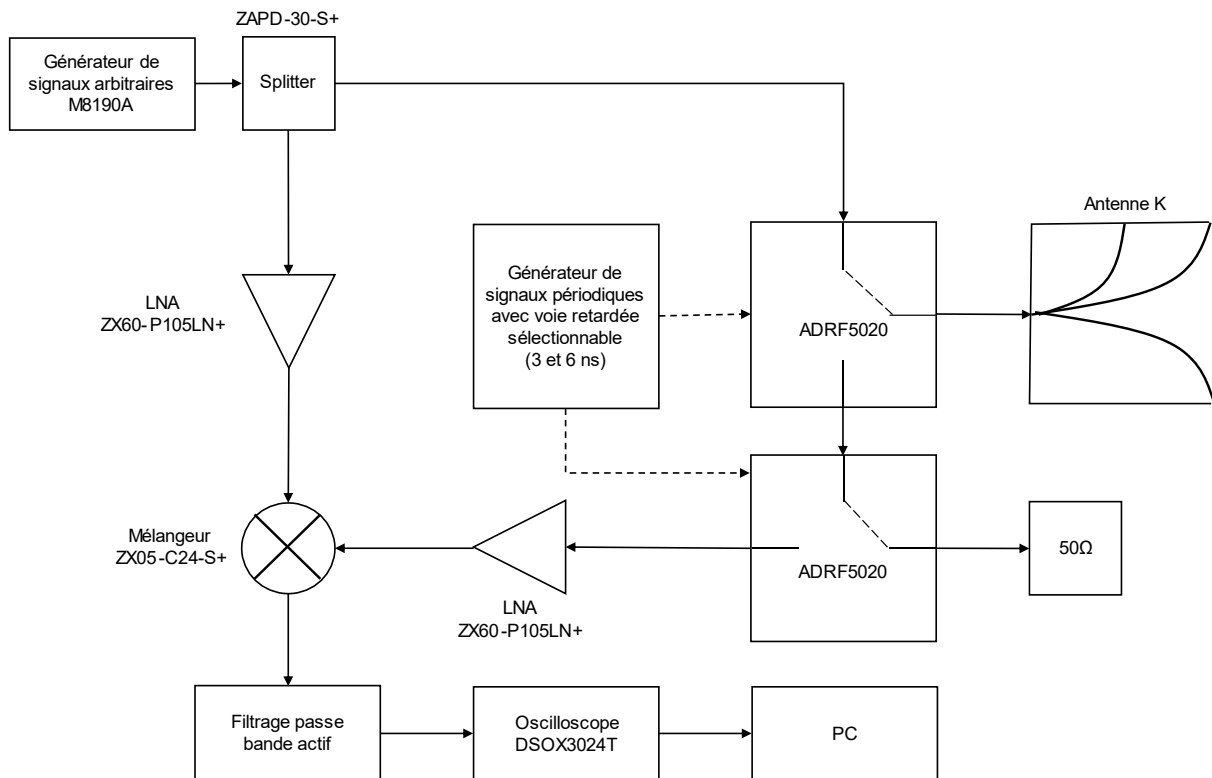 ZAPD-30-S+
Générateur de
signaux arbitraires
M8190A
Splitter
Antenne K
Générateur de
signaux périodiques
avec voie retardée
sélectionnable
(3 et 6 ns)
LNA
ZX60-P105LN+
ADRF5020
Mélangeur
ZX05-C24-S+
50Ω
ADRF5020
LNA
ZX60-P105LN+
Filtrage passe
bande actif
Oscilloscope
DSOX3024T
PC